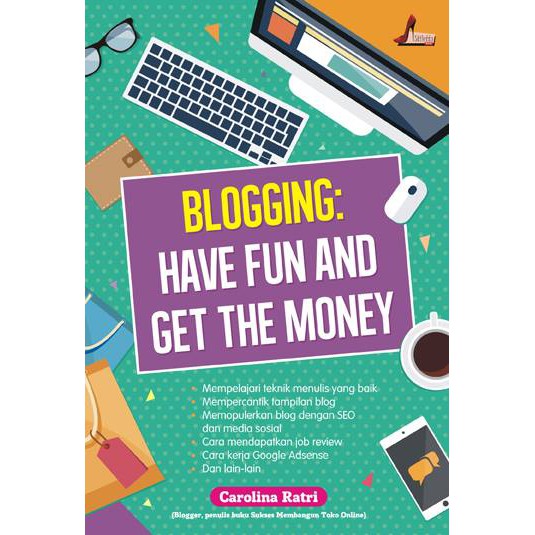 Stiletto
BLOGGING:
HAVE FUN AND
GET THE MONEY
Mempelajari teknik menulis yang baik
Mempercantik tampilan blog
Memopulerkan blog dengan SEO
dan media sosial
Cara mendapatkan job review
Cara kerja Google Adsense
Dan lain-lain
Carolina Ratri
(Blogger, penulis buku Sukses Membangun Toko Online)